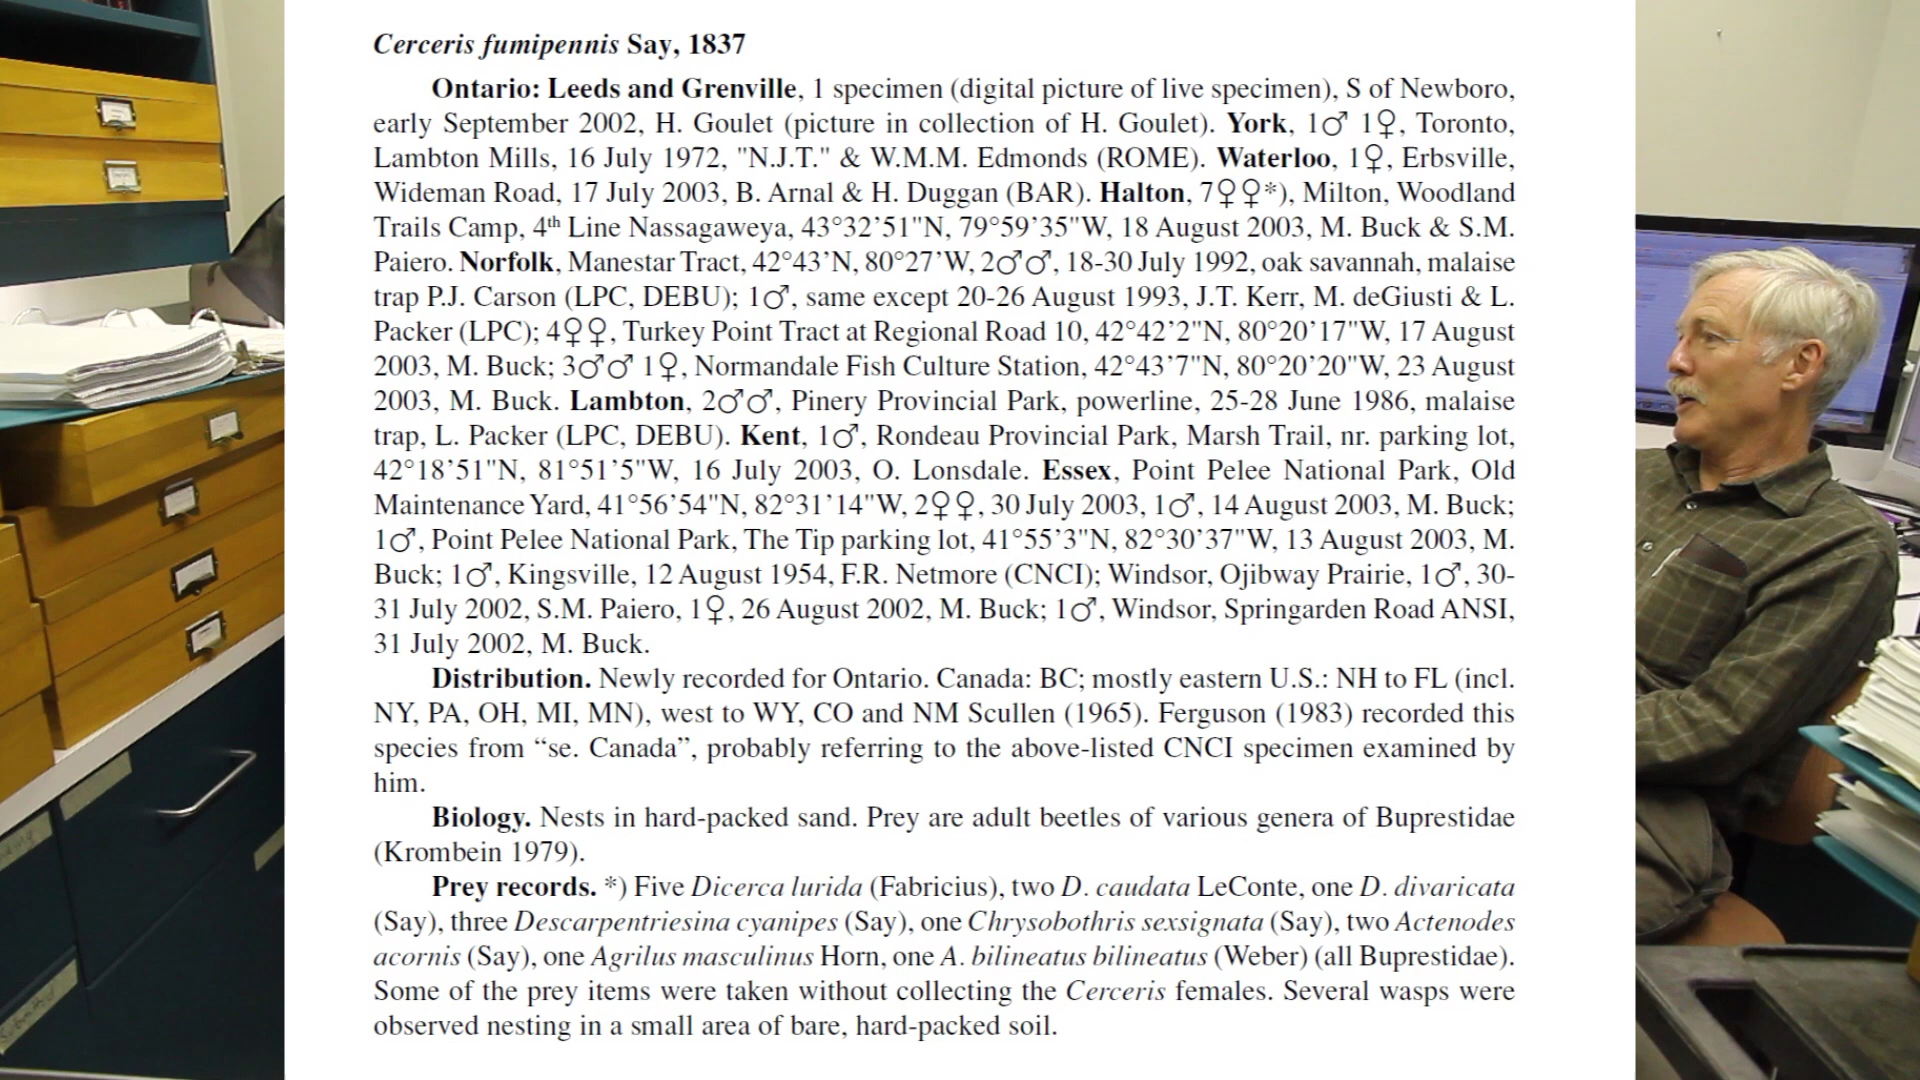 Cerceris fumipennis Say, 1837
Ontario: Leeds and Grenville, 1 specimen (digital picture of live specimen), S of Newboro,
early September 2002, H. Goulet (picture in collection of H. Goulet). York, 1♂ 1♀, Toronto,
Lambton Mills, 16 July 1972, "N.J.T." & W.M.M. Edmonds (ROME). Waterloo, 1♀, Erbsville,
Wideman Road, 17 July 2003, B. Arnal & H. Duggan (BAR). Halton, 7♀♀*), Milton, Woodland
Trails Camp, 4th Line Nassagaweya, 43°32’51"N, 79°59’35"W, 18 August 2003, M. Buck & S.M.
Paiero. Norfolk, Manestar Tract, 42°43’N, 80°27’W, 2♂♂, 18-30 July 1992, oak savannah, malaise
trap P.J. Carson (LPC, DEBU); 1♂, same except 20-26 August 1993, J.T. Kerr, M. deGiusti & L.
Packer (LPC); 4♀♀, Turkey Point Tract at Regional Road 10, 42°42’2"N, 80°20’17"W, 17 August
2003, M. Buck; 3♂♂ 1♀, Normandale Fish Culture Station, 42°43’7"N, 80°20’20"W, 23 August
2003, M. Buck. Lambton, 2♂♂, Pinery Provincial Park, powerline, 25-28 June 1986, malaise
trap, L. Packer (LPC, DEBU). Kent, 1♂, Rondeau Provincial Park, Marsh Trail, nr. parking lot,
42°18’51"N, 81°51’5"W, 16 July 2003, O. Lonsdale. Essex, Point Pelee National Park, Old
Maintenance Yard, 41°56’54"N, 82°31’14"W, 2♀♀, 30 July 2003, 1♂, 14 August 2003, M. Buck;
1♂, Point Pelee National Park, The Tip parking lot, 41°55’3"N, 82°30’37"W, 13 August 2003, M.
Buck; 1♂, Kingsville, 12 August 1954, F.R. Netmore (CNCI); Windsor, Ojibway Prairie, 1♂, 30-
31 July 2002, S.M. Paiero, 1♀, 26 August 2002, M. Buck; 1♂, Windsor, Springarden Road ANSI,
31 July 2002, M. Buck.
Distribution. Newly recorded for Ontario. Canada: BC; mostly eastern U.S.: NH to FL (incl.
NY, PA, OH, MI, MN), west to WY, CO and NM Scullen (1965). Ferguson (1983) recorded this
species from “se. Canada”, probably referring to the above-listed CNCI specimen examined by
him.
Biology. Nests in hard-packed sand. Prey are adult beetles of various genera of Buprestidae
(Krombein 1979).
Prey records. *) Five Dicerca lurida (Fabricius), two D. caudata LeConte, one D. divaricata
(Say), three Descarpentriesina cyanipes (Say), one Chrysobothris sexsignata (Say), two Actenodes
acornis (Say), one Agrilus masculinus Horn, one A. bilineatus bilineatus (Weber) (all Buprestidae).
Some of the prey items were taken without collecting the Cerceris females. Several wasps were
observed nesting in a small area of bare, hard-packed soil.